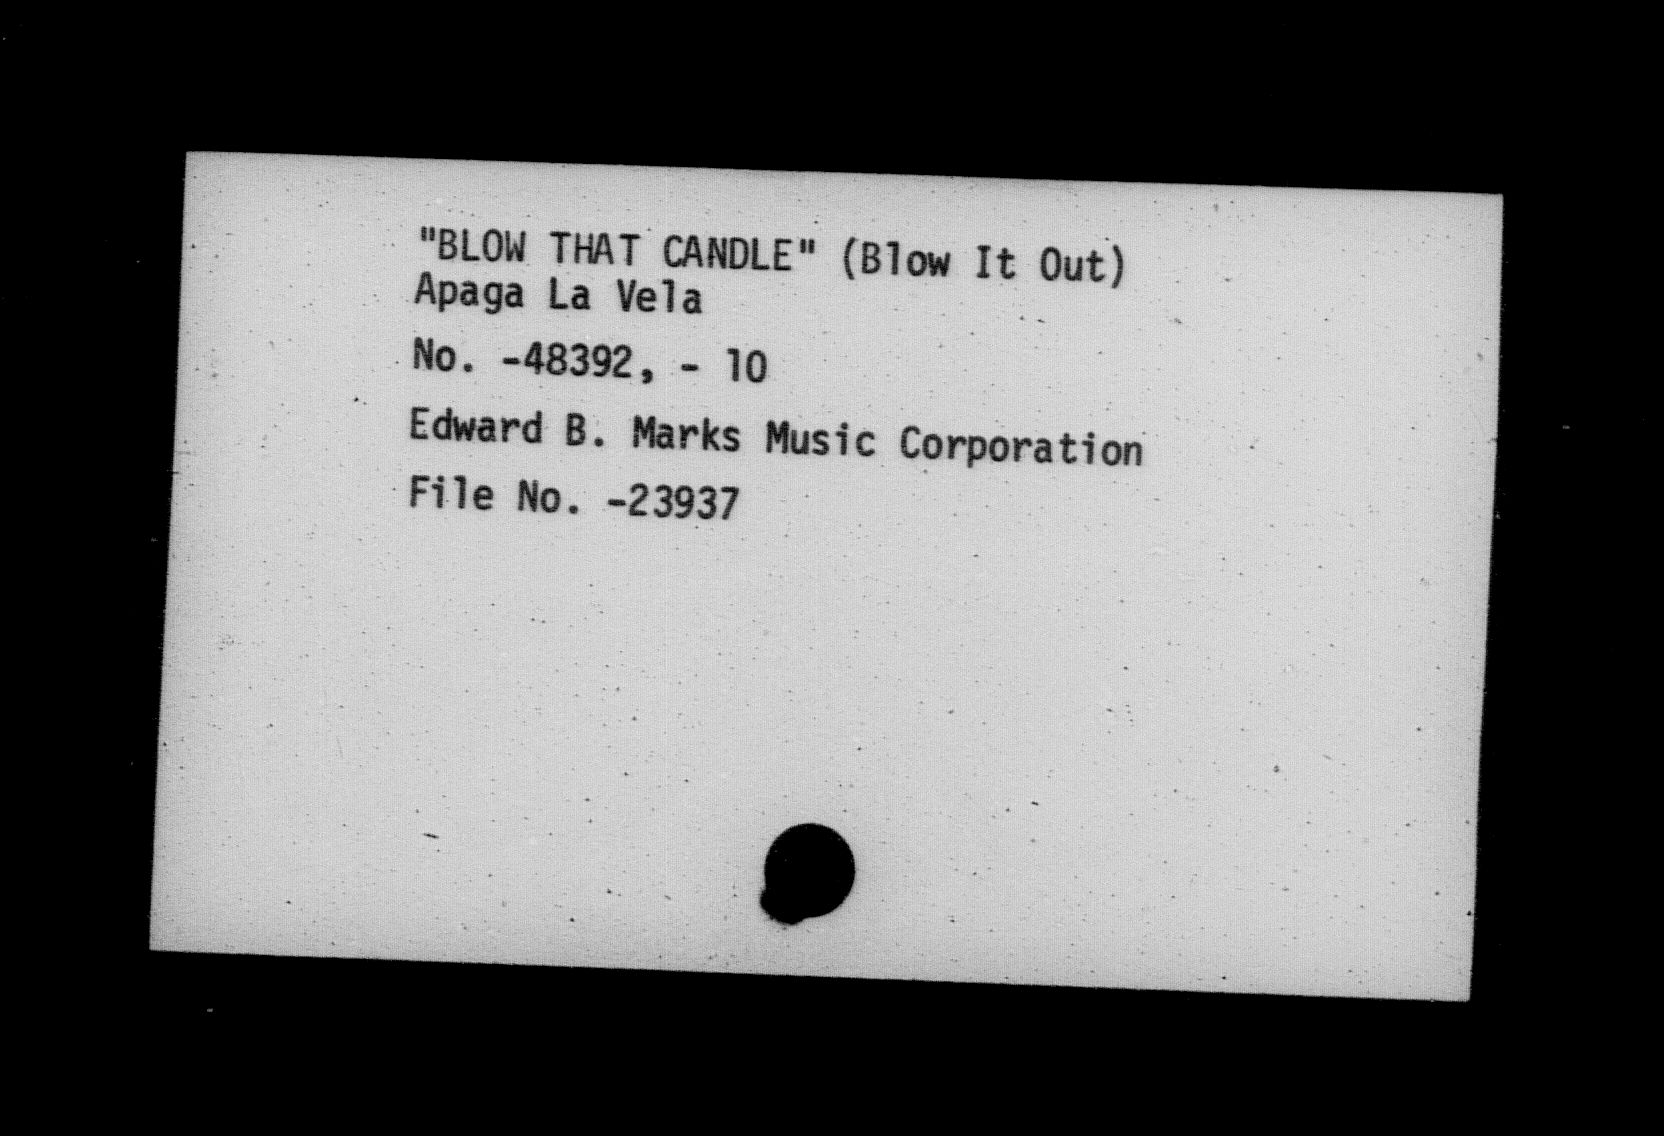 "BLOW THAT CANDLE" (Blow It Out)
Apaga La Vela
No. -48392, - 10
Edward B. Marks Music Corporation
File No. -23937